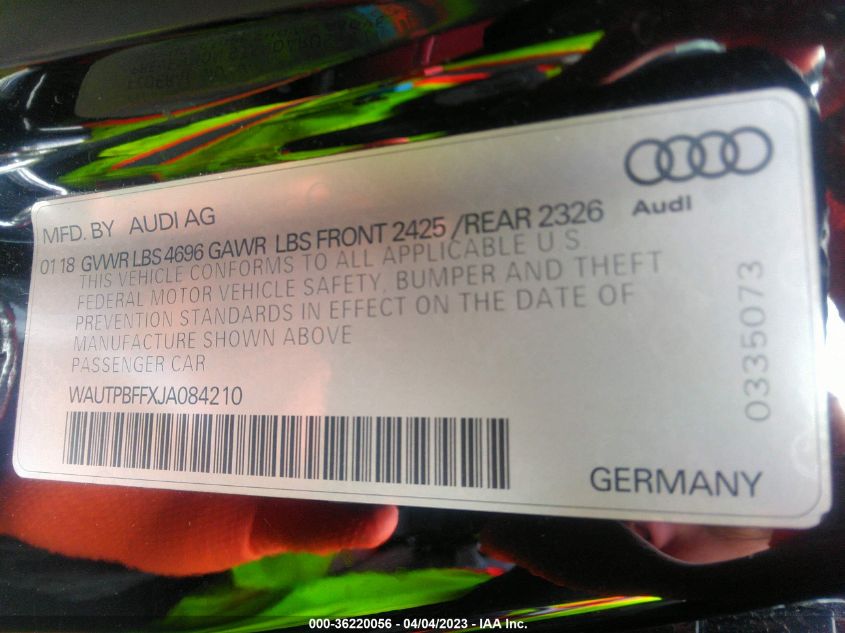 Audi
MFD. BY AUDI AG
01 18 GVWR LBS 4696 GAWR LBS FRONT 2425 /REAR 2326
THIS VEHICLE CONFORMS TO ALL APPLICABLE U.S.
FEDERAL MOTOR VEHICLE SAFETY, BUMPER AND THEFT
PREVENTION STANDARDS IN EFFECT ON THE DATE OF
MANUFACTURE SHOWN ABOVE
PASSENGER CAR
WAUTPBFFXJA084210
0335073
GERMANY
000-36220056 - 04/04/2023 - IAA Inc.